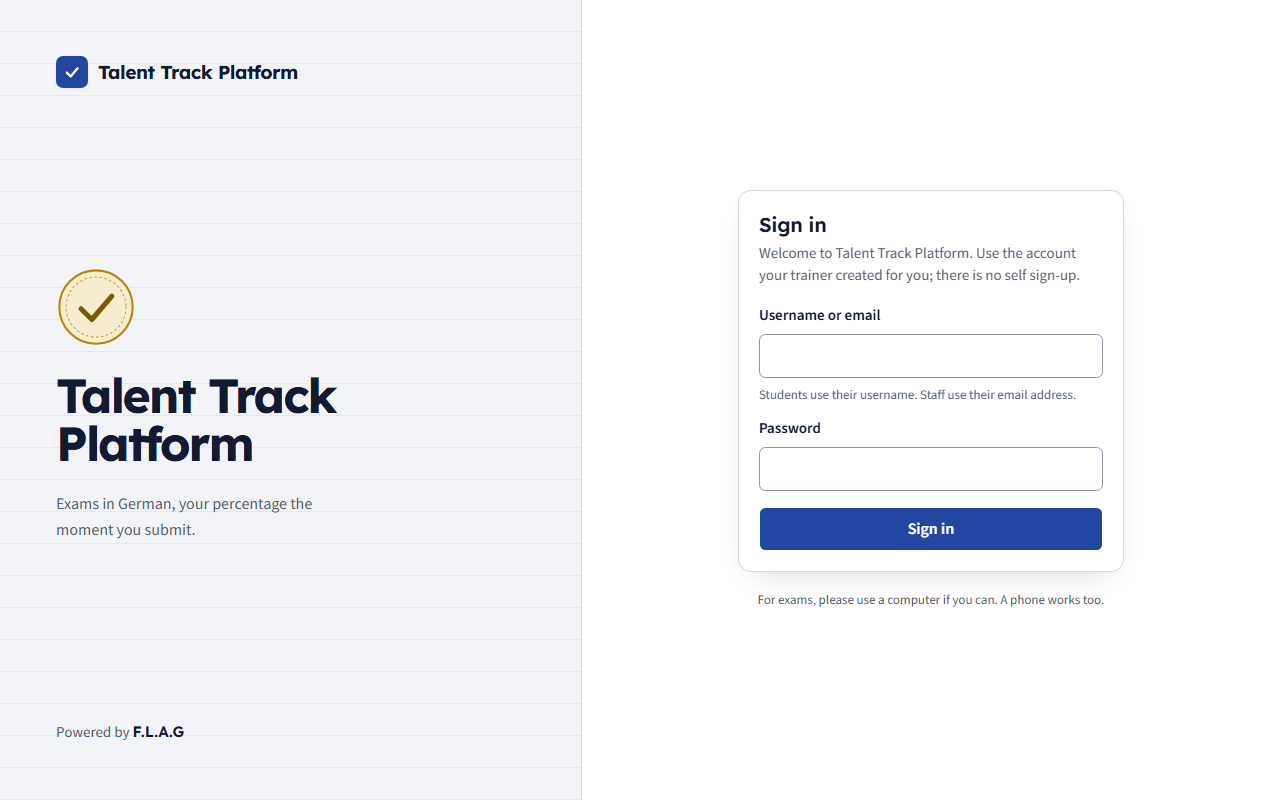 Talent Track Platform
Talent Track
Platform
Exams in German, your percentage the
moment you submit.
Powered by F.L.A.G
Sign in
Welcome to Talent Track Platform. Use the account
your trainer created for you; there is no self sign-up.
Username or email
Students use their username. Staff use their email address.
Password
Sign in
For exams, please use a computer if you can. A phone works too.